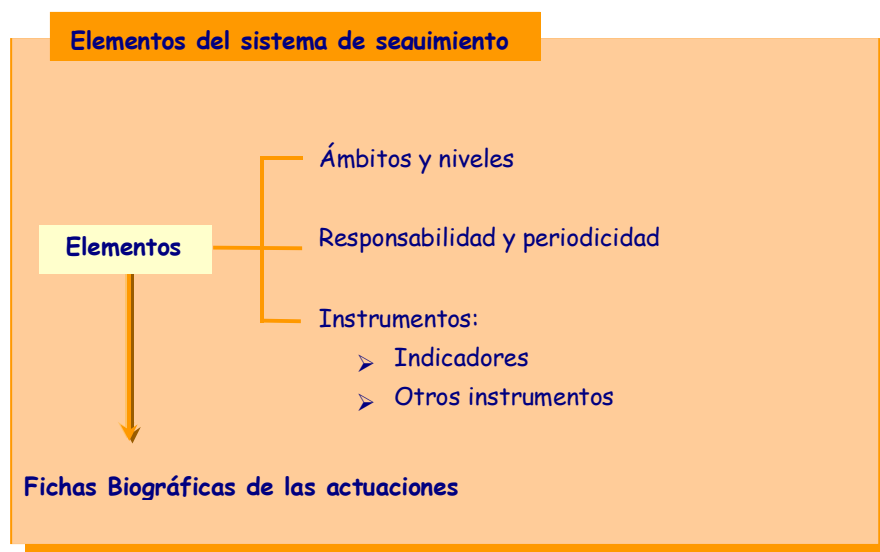 Elementos del sistema de seguimiento
Ámbitos y niveles
Elementos
Responsabilidad y periodicidad
Instrumentos:
➢ Indicadores
➢ Otros instrumentos
Fichas Biográficas de las actuaciones